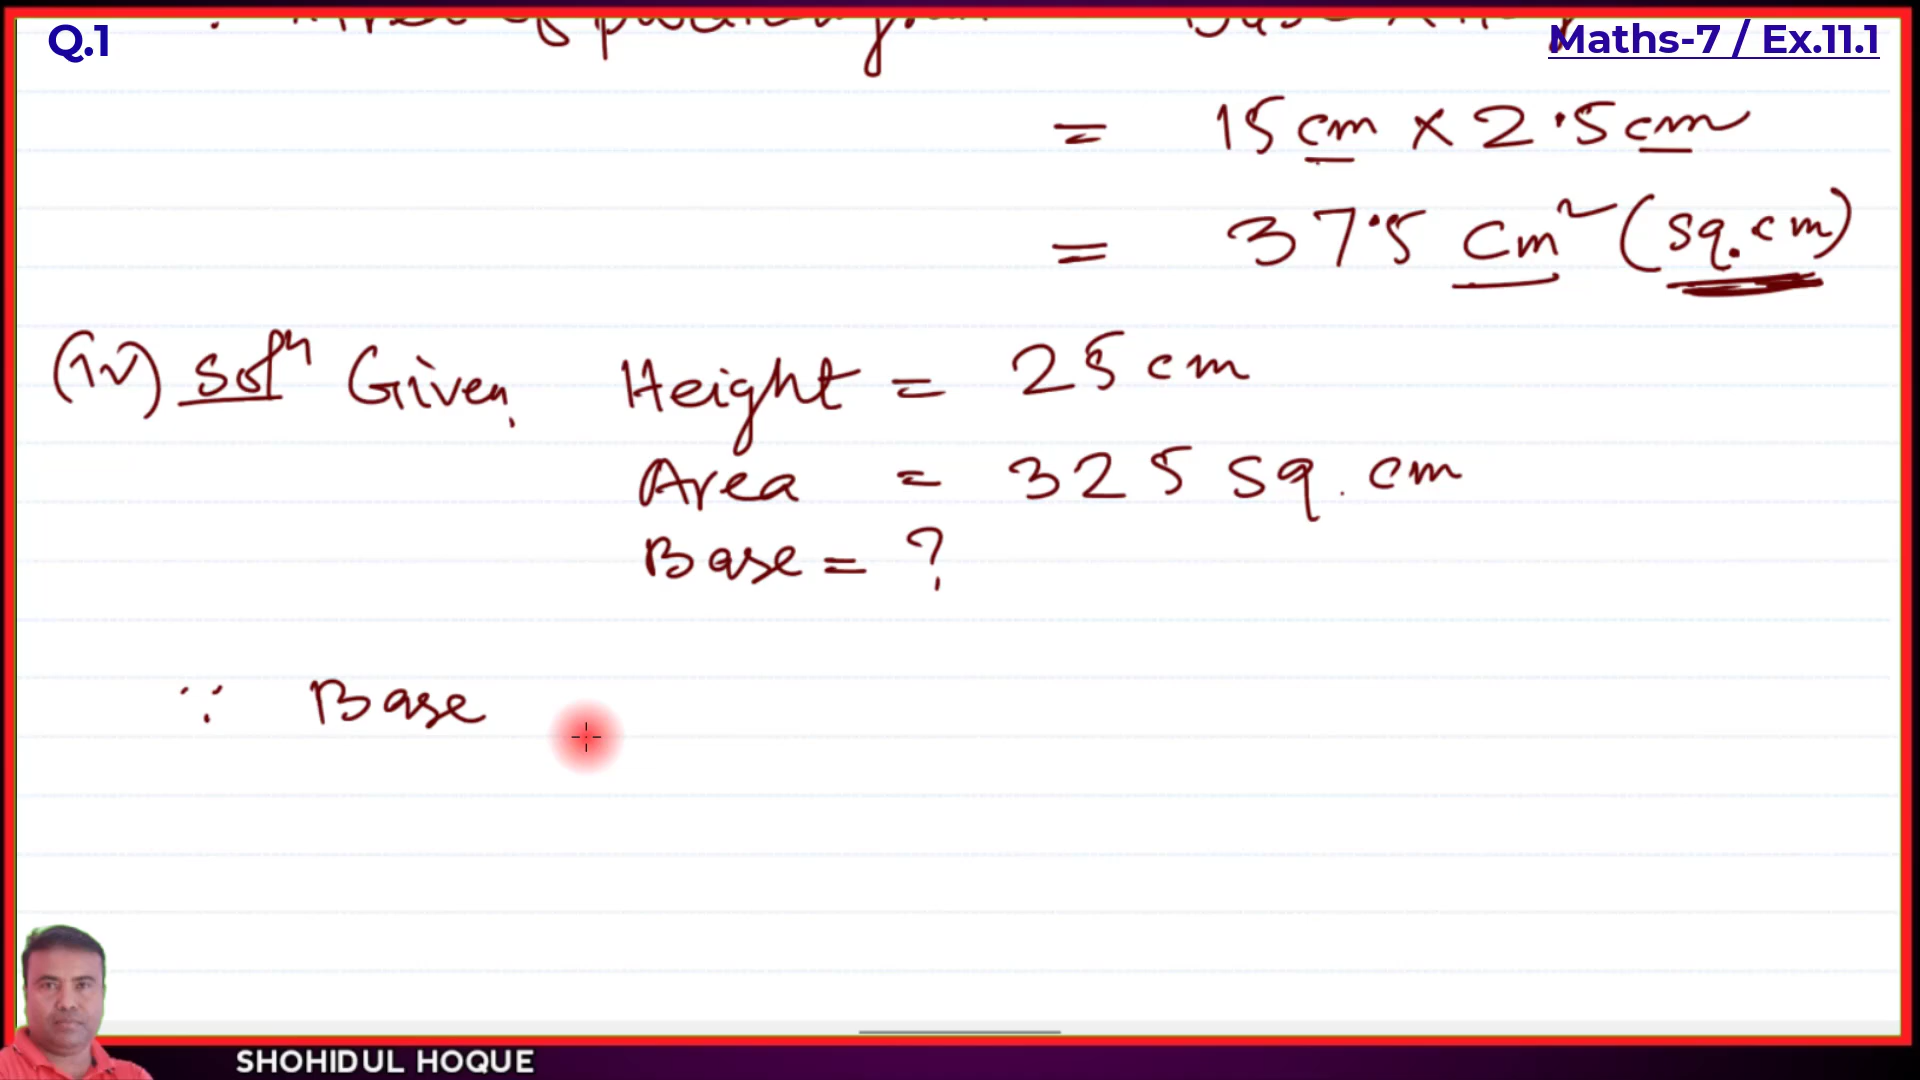 Q.1
Maths-7 / Ex.11.1
= 15 cm × 2.5 cm
= 37.5 cm² (sq. cm)
(iv) Solⁿ Given, Height = 25 cm
Area = 325 sq. cm
Base = ?
∵ Base
SHOHIDUL HOQUE